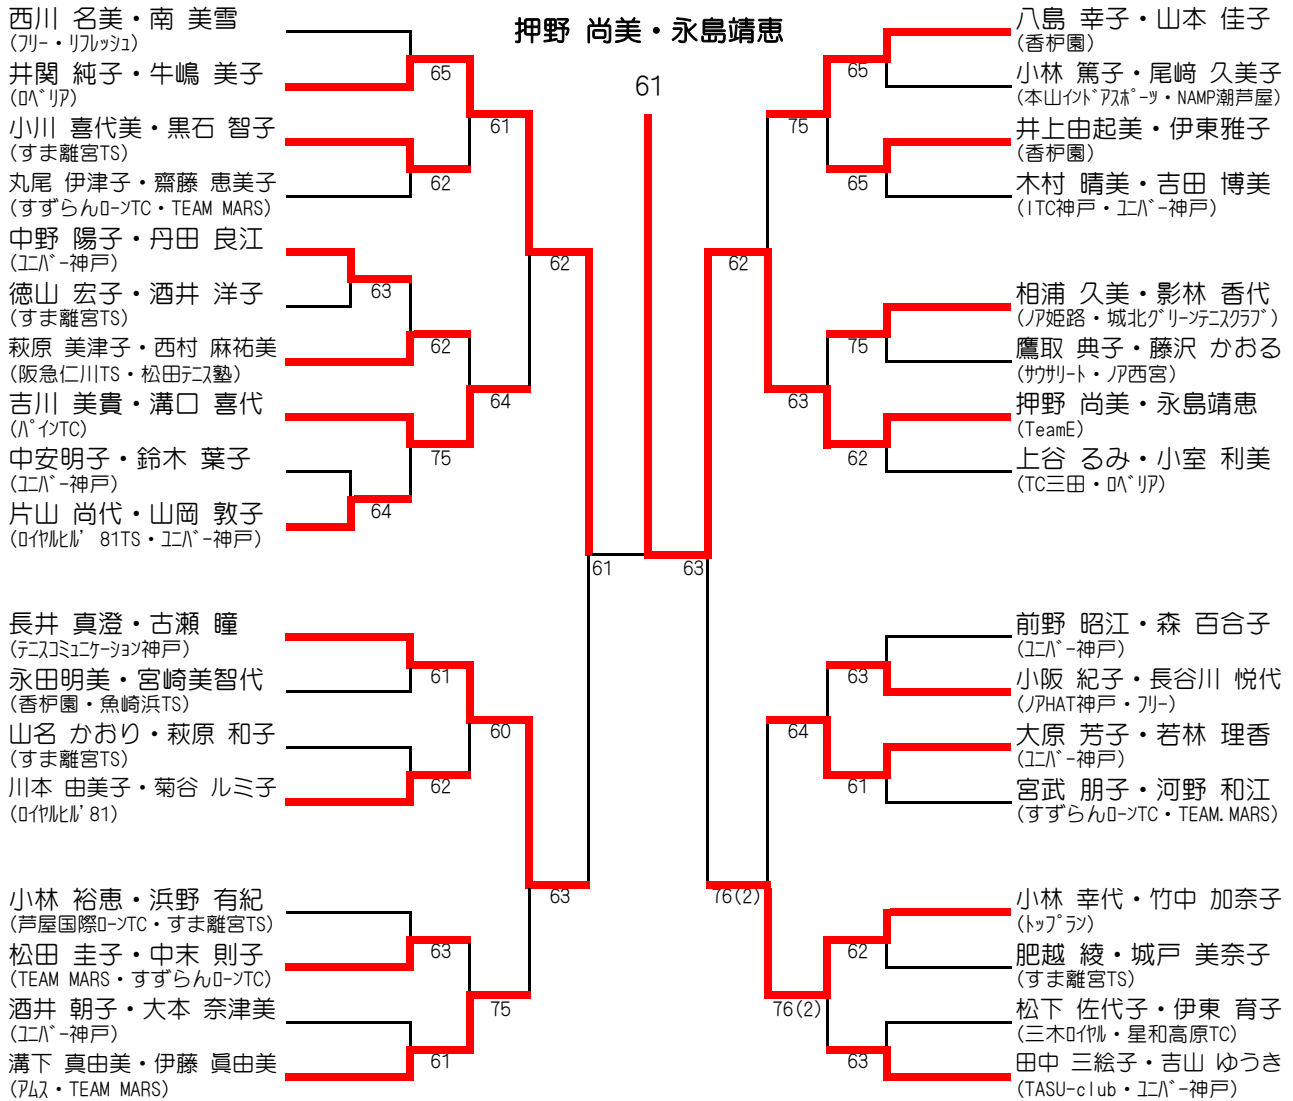 押野 尚美・永島靖恵
61
西川 名美・南 美雪
(フリー・リフレッシュ)
井関 純子・牛嶋 美子
(ロベリア)
小川 喜代美・黒石 智子
(すま離宮TS)
丸尾 伊津子・齋藤 恵美子
(すずらんローンTC・TEAM MARS)
中野 陽子・丹田 良江
(ユニバー神戸)
徳山 宏子・酒井 洋子
(すま離宮TS)
萩原 美津子・西村 麻祐美
(阪急仁川TS・松田テニス塾)
吉川 美貴・溝口 喜代
(パインTC)
中安明子・鈴木 葉子
(ユニバー神戸)
片山 尚代・山岡 敦子
(ロイヤルヒル’81TS・ユニバー神戸)
長井 真澄・古瀬 瞳
(テニスコミュニケーション神戸)
永田明美・宮崎美智代
(香枦園・魚崎浜TS)
山名 かおり・萩原 和子
(すま離宮TS)
川本 由美子・菊谷 ルミ子
(ロイヤルヒル’81)
小林 裕恵・浜野 有紀
(芦屋国際ローンTC・すま離宮TS)
松田 圭子・中末 則子
(TEAM MARS・すずらんローンTC)
酒井 朝子・大本 奈津美
(ユニバー神戸)
溝下 真由美・伊藤 眞由美
(アムス・TEAM MARS)
65
62
63
62
75
64
61
62
63
61
61
64
60
75
62
63
61
63
62
76(2)
75
63
64
76(2)
65
65
75
62
63
61
62
63
八島 幸子・山本 佳子
(香枦園)
小林 篤子・尾﨑 久美子
(本山インドアスポーツ・NAMP潮芦屋)
井上由起美・伊東雅子
(香枦園)
木村 晴美・吉田 博美
(ITC神戸・ユニバー神戸)
相浦 久美・影林 香代
(ノア姫路・城北グリーンテニスクラブ)
鷹取 典子・藤沢 かおる
(サウサリート・ノア西宮)
押野 尚美・永島靖恵
(TeamE)
上谷 るみ・小室 利美
(TC三田・ロベリア)
前野 昭江・森 百合子
(ユニバー神戸)
小阪 紀子・長谷川 悦代
(ノアHAT神戸・フリー)
大原 芳子・若林 理香
(ユニバー神戸)
宮武 朋子・河野 和江
(すずらんローンTC・TEAM.MARS)
小林 幸代・竹中 加奈子
(トップラン)
肥越 綾・城戸 美奈子
(すま離宮TS)
松下 佐代子・伊東 育子
(三木ロイヤル・星和高原TC)
田中 三絵子・吉山 ゆうき
(TASU-club・ユニバー神戸)